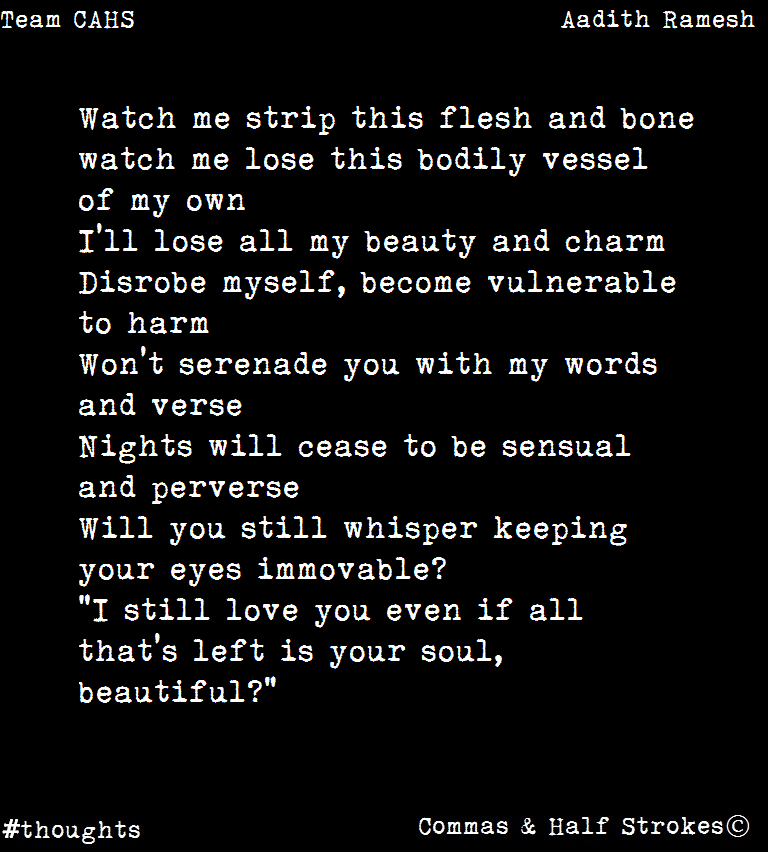 Team CAHS
Aadith Ramesh
Watch me strip this flesh and bone
watch me lose this bodily vessel
of my own
I'll lose all my beauty and charm
Disrobe myself, become vulnerable
to harm
Won't serenade you with my words
and verse
Nights will cease to be sensual
and perverse
Will you still whisper keeping
your eyes immovable?
"I still love you even if all
that's left is your soul,
beautiful?"
#thoughts
Commas & Half Strokes©